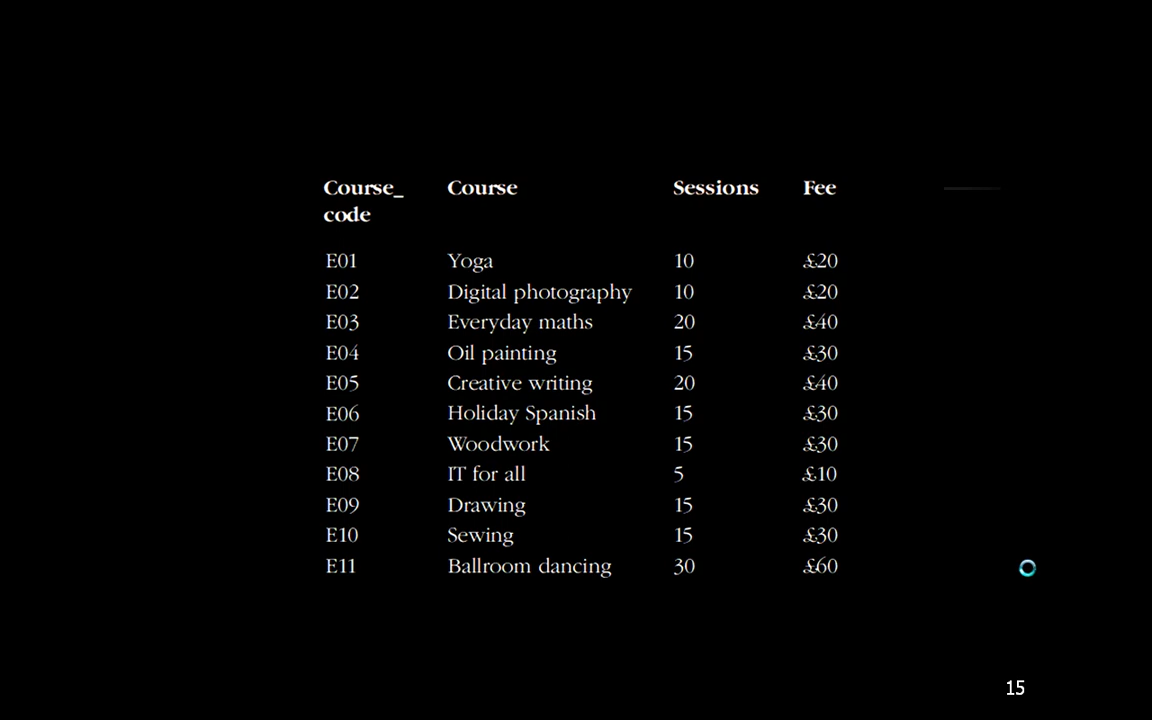 Course_ Course Sessions Fee
code
E01 Yoga 10 £20
E02 Digital photography 10 £20
E03 Everyday maths 20 £40
E04 Oil painting 15 £30
E05 Creative writing 20 £40
E06 Holiday Spanish 15 £30
E07 Woodwork 15 £30
E08 IT for all 5 £10
E09 Drawing 15 £30
E10 Sewing 15 £30
E11 Ballroom dancing 30 £60
15